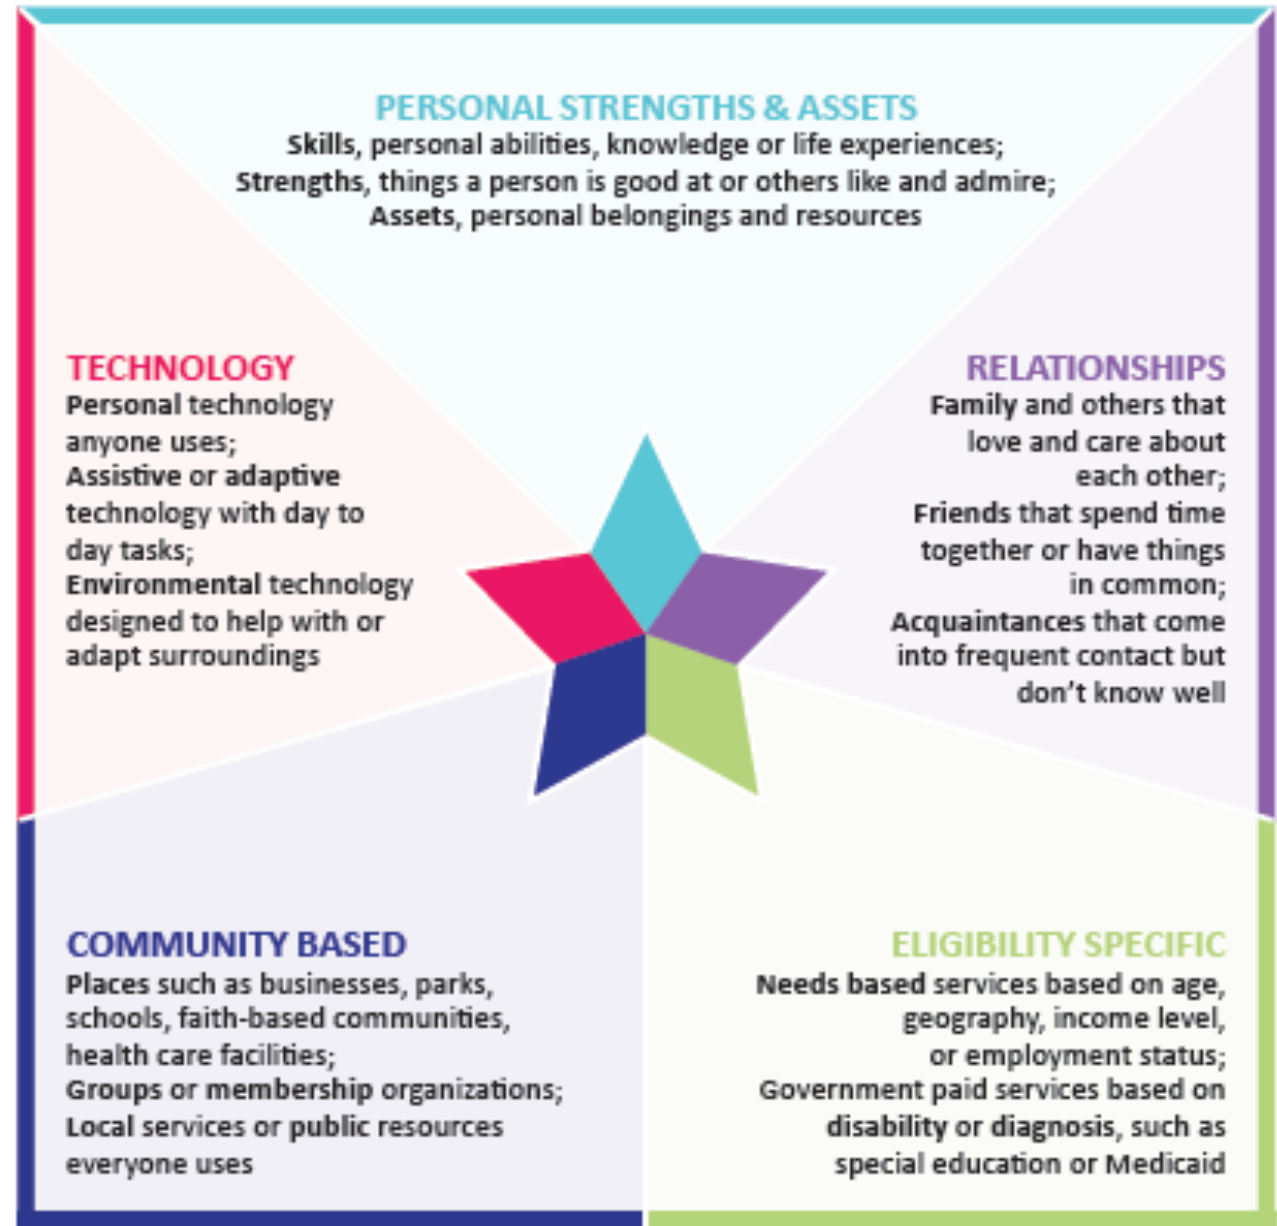 PERSONAL STRENGTHS & ASSETS
Skills, personal abilities, knowledge or life experiences;
Strengths, things a person is good at or others like and admire;
Assets, personal belongings and resources
TECHNOLOGY
Personal technology
anyone uses;
Assistive or adaptive
technology with day to
day tasks;
Environmental technology
designed to help with or
adapt surroundings
RELATIONSHIPS
Family and others that
love and care about
each other;
Friends that spend time
together or have things
in common;
Acquaintances that come
into frequent contact but
don't know well
COMMUNITY BASED
Places such as businesses, parks,
schools, faith-based communities,
health care facilities;
Groups or membership organizations;
Local services or public resources
everyone uses
ELIGIBILITY SPECIFIC
Needs based services based on age,
geography, income level,
or employment status;
Government paid services based on
disability or diagnosis, such as
special education or Medicaid